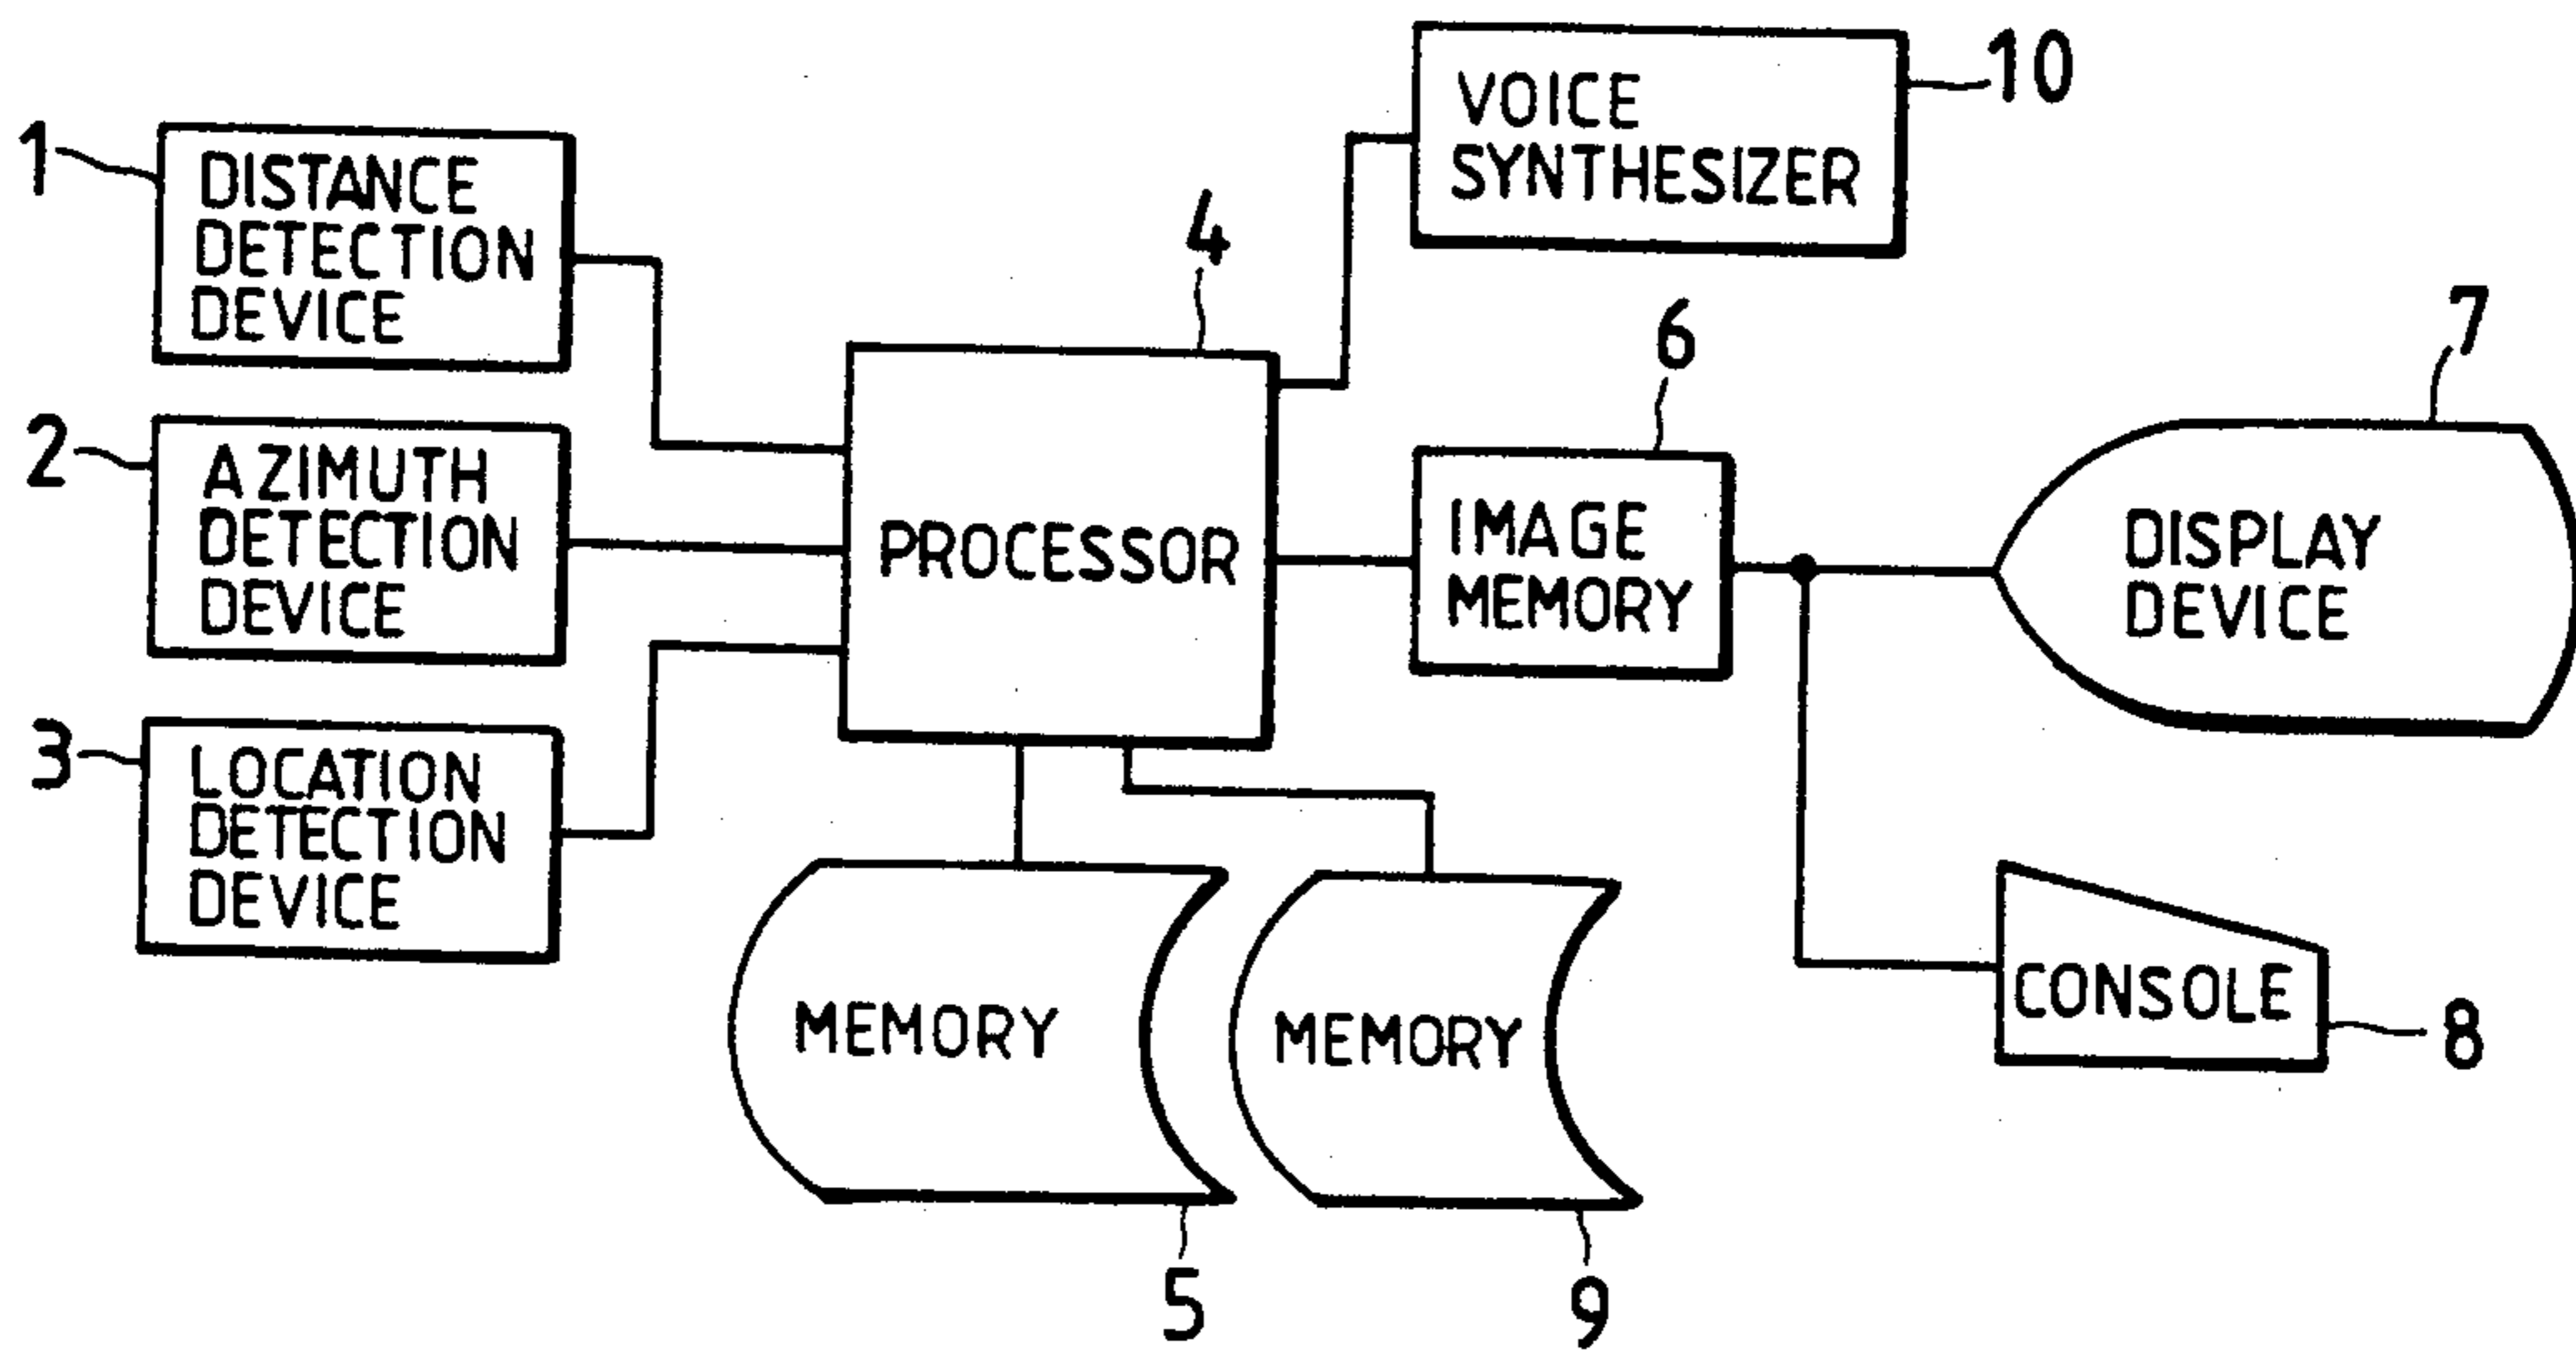 1
DISTANCE
DETECTION
DEVICE
2
AZIMUTH
DETECTION
DEVICE
3
LOCATION
DETECTION
DEVICE
4
PROCESSOR
10
VOICE
SYNTHESIZER
6
IMAGE
MEMORY
7
DISPLAY
DEVICE
MEMORY
5
MEMORY
9
CONSOLE
8